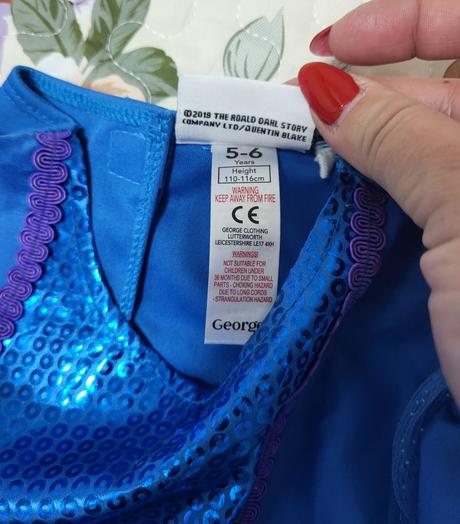 ©2019 THE ROALD DAHL STORY
COMPANY LTD/QUENTIN BLAKE
5-6
Years
Height
110-116cm
WARNING
KEEP AWAY FROM FIRE
CE
GEORGE CLOTHING
LUTTERWORTH
LEICESTERSHIRE LE17 4XH
WARNINGS!
NOT SUITABLE FOR
CHILDREN UNDER
36 MONTHS DUE TO SMALL
PARTS - CHOKING HAZARD
DUE TO LONG CORDS
- STRANGULATION HAZARD
George